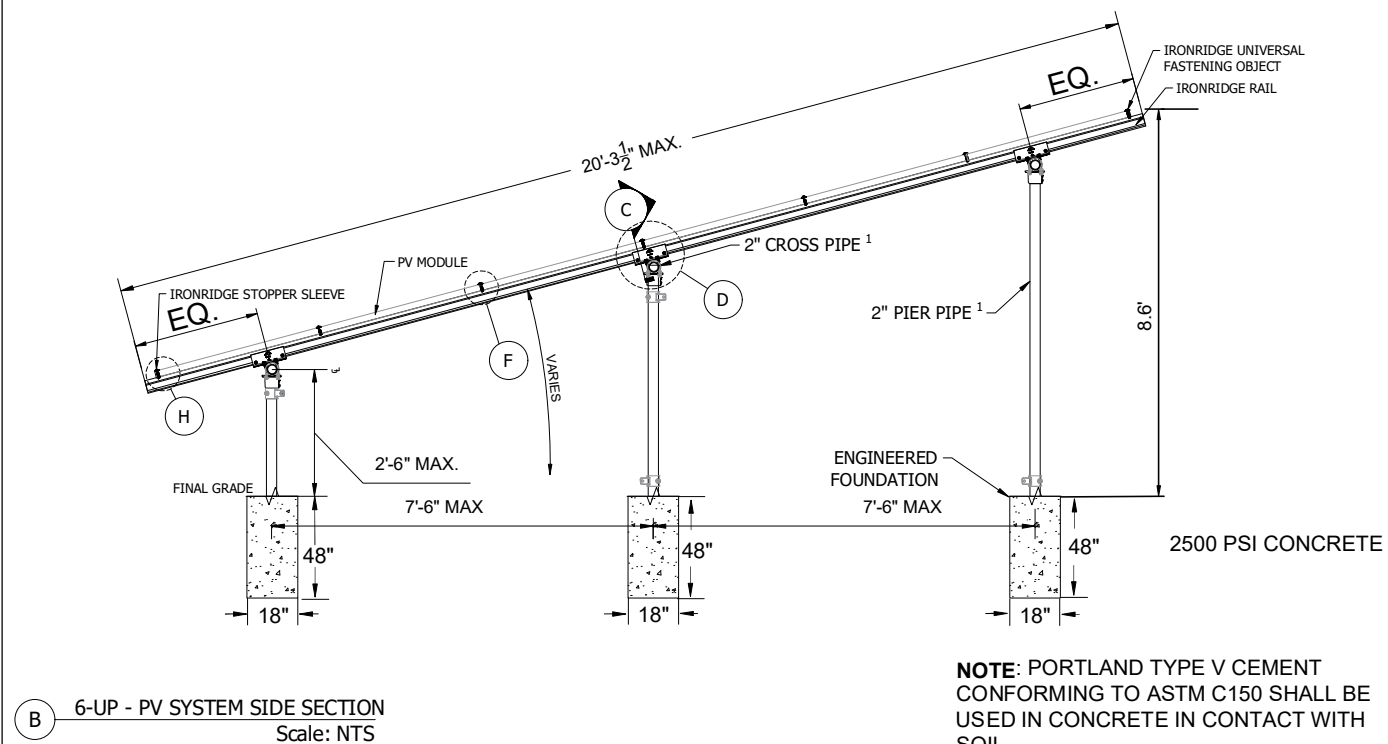 IRONRIDGE UNIVERSAL
FASTENING OBJECT
EQ.
IRONRIDGE RAIL
20'-3 1/2" MAX.
C
2" CROSS PIPE 1
PV MODULE
D
IRONRIDGE STOPPER SLEEVE
EQ.
2" PIER PIPE 1
8.6'
F
VARIES
H
2'-6" MAX.
ENGINEERED
FOUNDATION
FINAL GRADE
7'-6" MAX
7'-6" MAX
48"
48"
48"
2500 PSI CONCRETE
18"
18"
18"
NOTE: PORTLAND TYPE V CEMENT
CONFORMING TO ASTM C150 SHALL BE
USED IN CONCRETE IN CONTACT WITH
SOIL
B
6-UP - PV SYSTEM SIDE SECTION
Scale: NTS